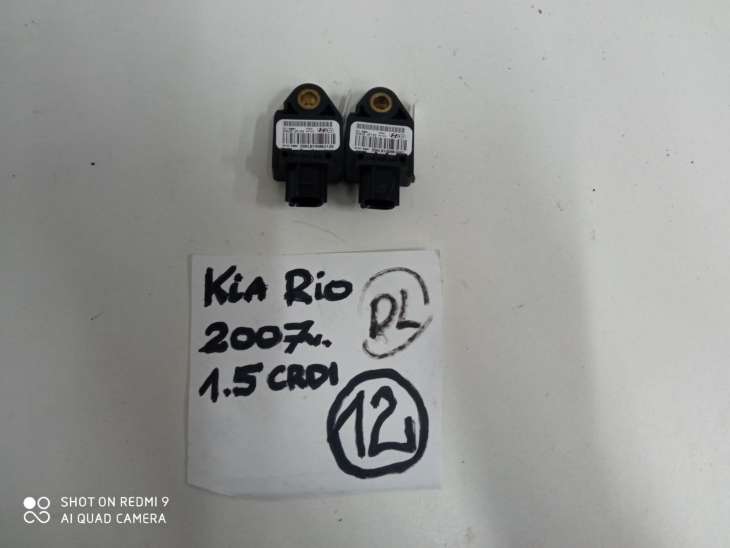 Kia Rio
2007г.
1.5 CRDI
DL
12
SHOT ON REDMI 9
AI QUAD CAMERA